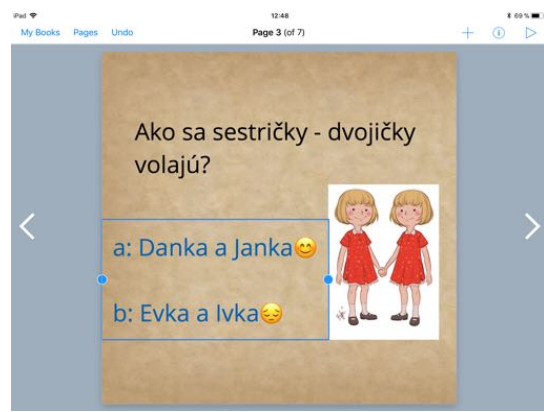 iPad 12:48 69 %
My Books Pages Undo Page 3 (of 7)
Ako sa sestričky - dvojičky
volajú?
a: Danka a Janka😊
b: Evka a Ivka😔